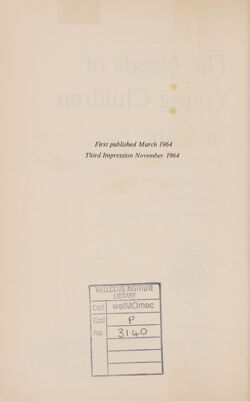 First published March 1964
Third Impression November 1964
WELLCOME INSTITUTE
LIBRARY
Coll. welMOmec
Call P
No. 3140